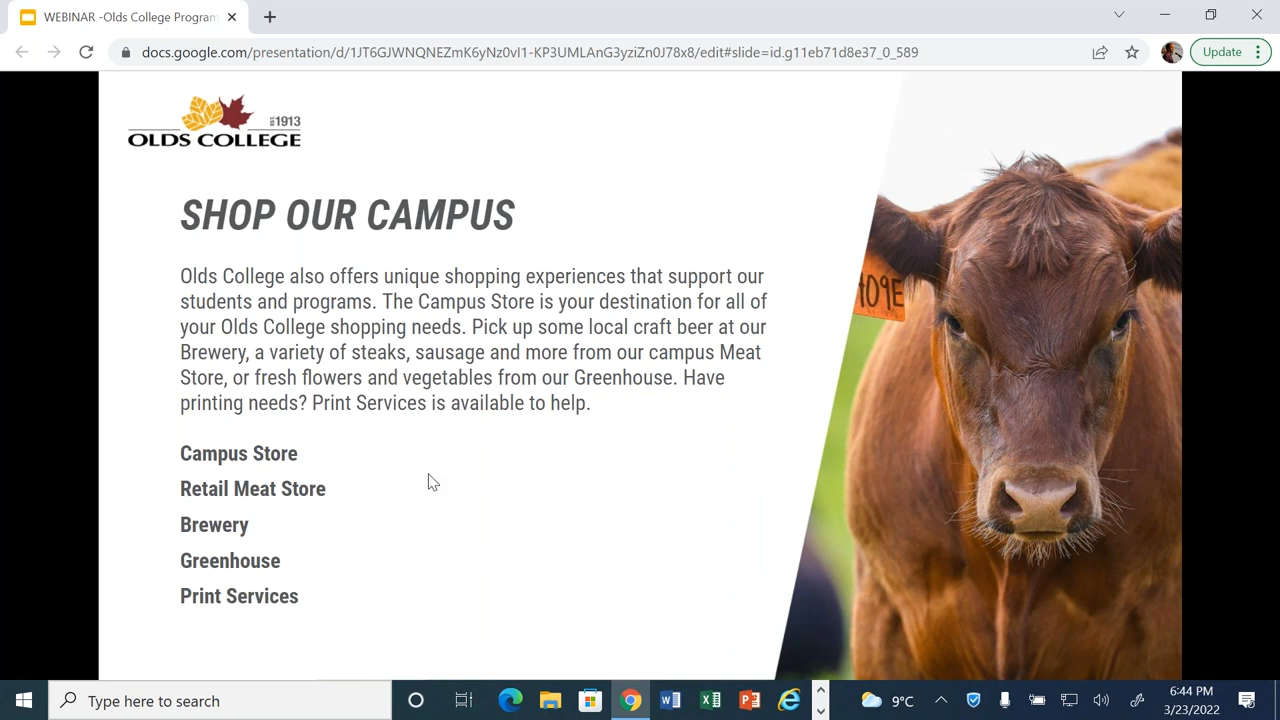 WEBINAR -Olds College Program
docs.google.com/presentation/d/1JT6GJWNQNEZmK6yNz0vI1-KP3UMLAnG3yziZn0J78x8/edit#slide=id.g11eb71d8e37_0_589
Update
EST. 1913
OLDS COLLEGE
SHOP OUR CAMPUS
409E
Olds College also offers unique shopping experiences that support our
students and programs. The Campus Store is your destination for all of
your Olds College shopping needs. Pick up some local craft beer at our
Brewery, a variety of steaks, sausage and more from our campus Meat
Store, or fresh flowers and vegetables from our Greenhouse. Have
printing needs? Print Services is available to help.
Campus Store
Retail Meat Store
Brewery
Greenhouse
Print Services
Type here to search
9°C
6:44 PM
3/23/2022